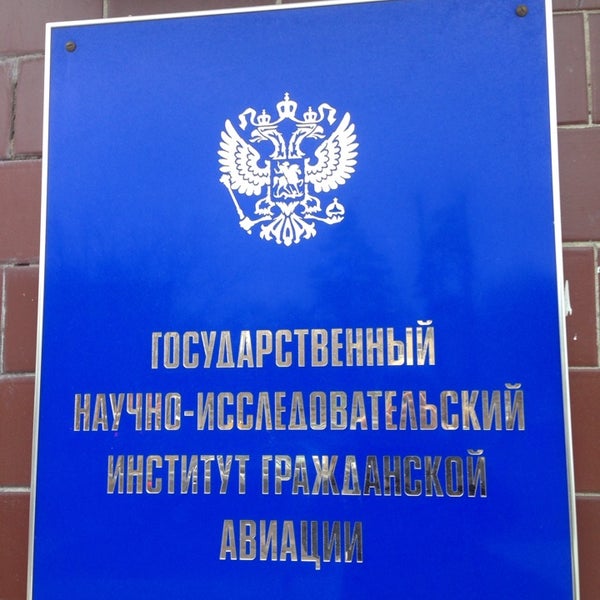 ГОСУДАРСТВЕННЫЙ
НАУЧНО-ИССЛЕДОВАТЕЛЬСКИЙ
ИНСТИТУТ ГРАЖДАНСКОЙ
АВИАЦИИ